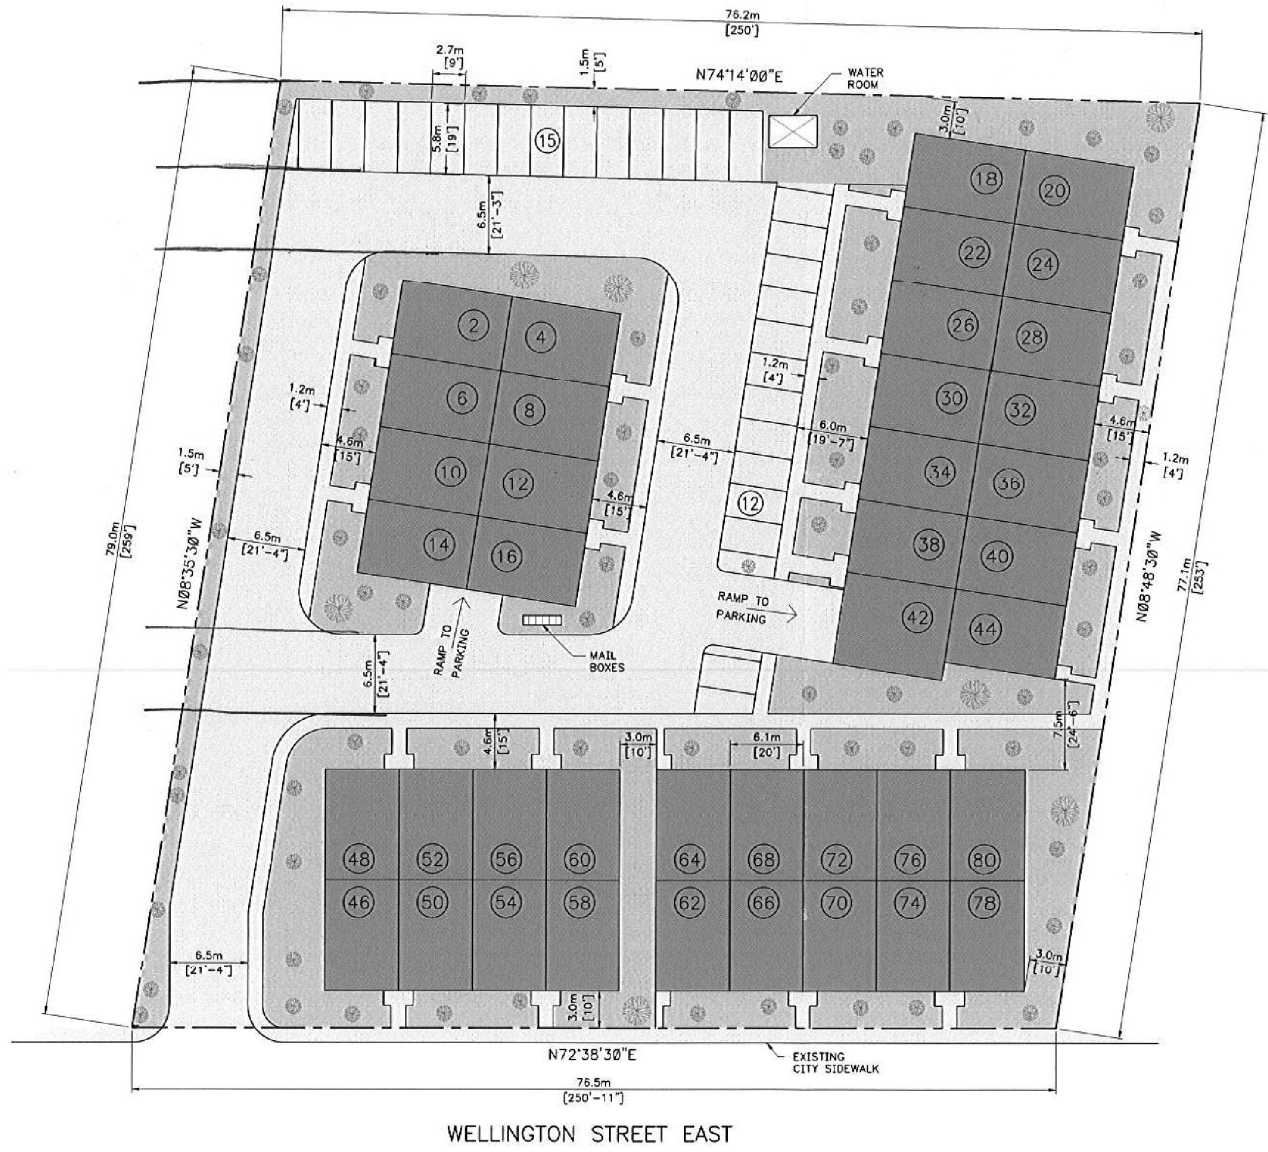 76.2m
[250']
2.7m
[9']
1.5m
[5']
N74°14'00"E
WATER
ROOM
5.8m
[19']
15
3.0m
[10']
18
20
6.5m
[21'-3"]
22
24
2
4
26
28
1.2m
[4']
1.2m
[4']
6
8
30
32
4.6m
[15']
6.5m
[21'-4"]
6.0m
[19'-7"]
4.6m
[15']
1.5m
[5']
1.2m
[4']
10
12
4.6m
[15']
12
34
36
79.0m
[259']
N08°35'30"W
6.5m
[21'-4"]
14
16
38
40
N08°48'30"W
77.1m
[253']
RAMP TO
PARKING
42
44
RAMP TO
PARKING
MAIL
BOXES
6.5m
[21'-4"]
4.6m
[15']
3.0m
[10']
6.1m
[20']
7.5m
[24'-6"]
48
52
56
60
64
68
72
76
80
46
50
54
58
62
66
70
74
78
6.5m
[21'-4"]
3.0m
[10']
3.0m
[10']
N72°38'30"E
EXISTING
CITY SIDEWALK
76.5m
[250'-11"]
WELLINGTON STREET EAST